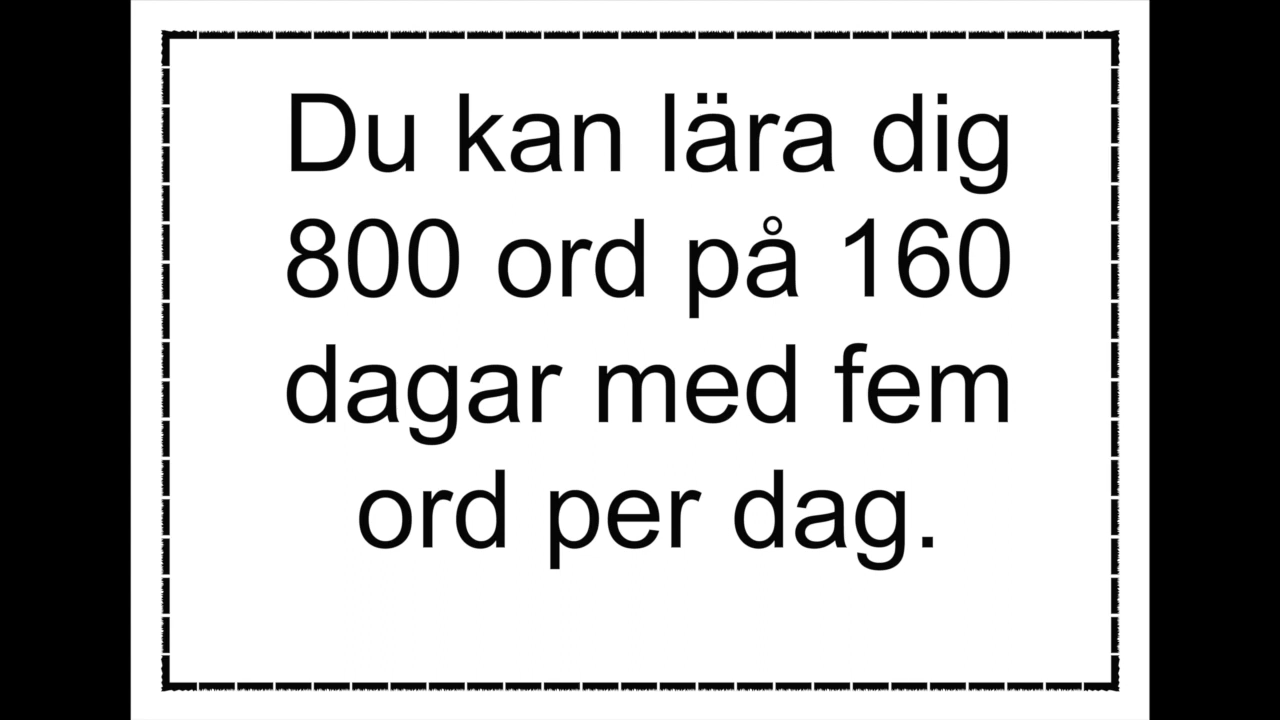 Du kan lära dig
800 ord på 160
dagar med fem
ord per dag.